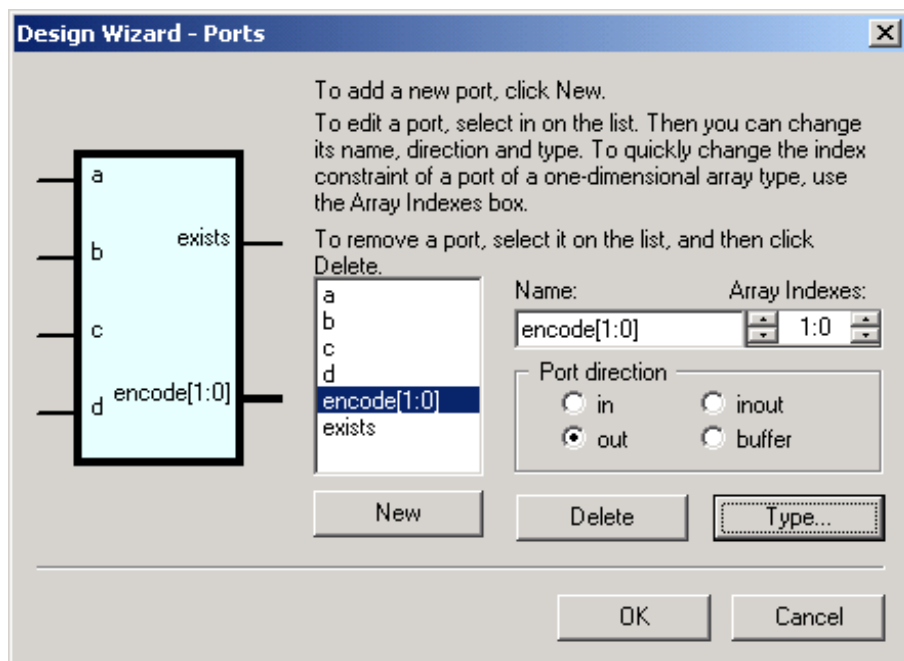 Design Wizard - Ports
To add a new port, click New.
To edit a port, select in on the list. Then you can change
its name, direction and type. To quickly change the index
constraint of a port of a one-dimensional array type, use
the Array Indexes box.
To remove a port, select it on the list, and then click
Delete.
a
b
c
d
exists
encode[1:0]
a
b
c
d
encode[1:0]
exists
Name:
Array Indexes:
encode[1:0]
1:0
Port direction
in
inout
out
buffer
New
Delete
Type...
OK
Cancel